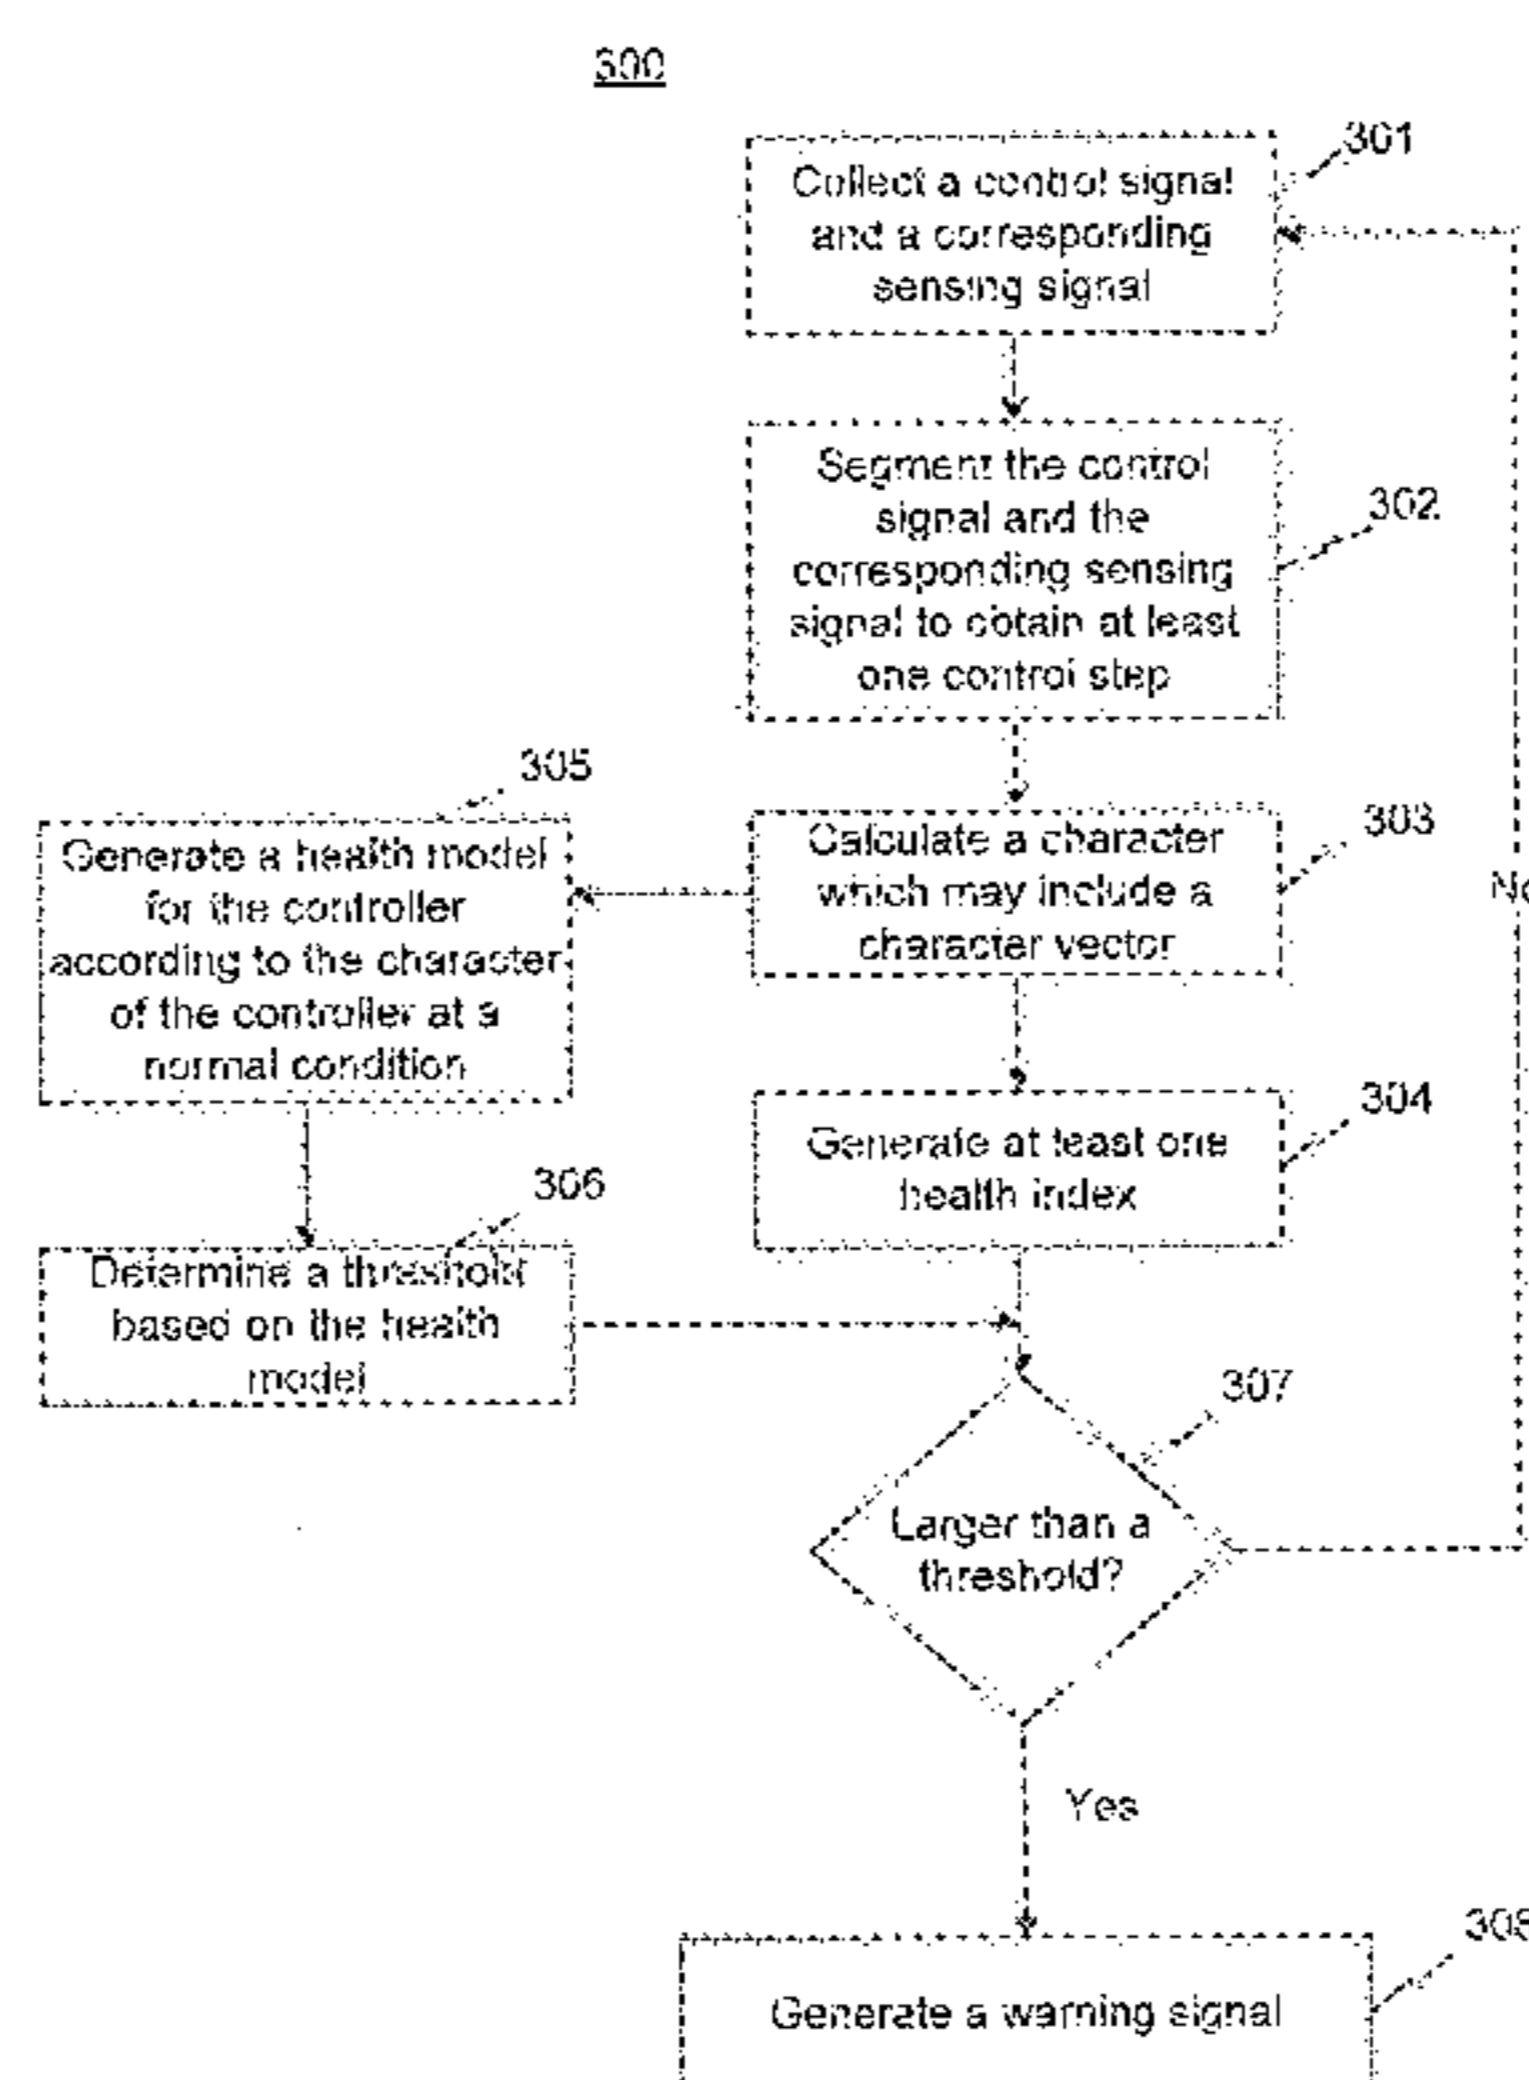 300
301
Collect a control signal
and a corresponding
sensing signal
302
Segment the control
signal and the
corresponding sensing
signal to obtain at least
one control step
305
303
Generate a health model
for the controller
according to the character
of the controller at a
normal condition
Calculate a character
which may include a
character vector
No
304
Generate at least one
health index
306
Determine a threshold
based on the health
model
307
Larger than a
threshold?
Yes
308
Generate a warning signal